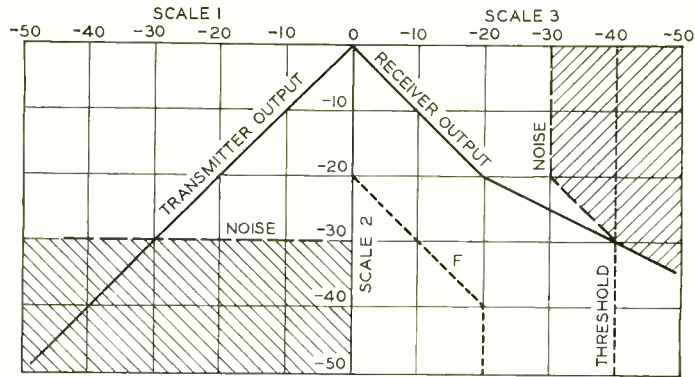 SCALE 1
SCALE 3
-50 -40 -30 -20 -10 0 -10 -20 -30 -40 -50
TRANSMITTER OUTPUT
RECEIVER OUTPUT
-10
NOISE
-20
NOISE
-30
SCALE 2
F
-40
THRESHOLD
-50